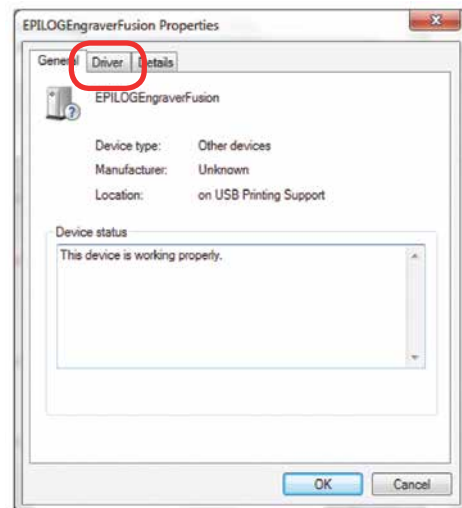 EPILOGEngraverFusion Properties
General Driver Details
EPILOGEngraverFusion
Device type: Other devices
Manufacturer: Unknown
Location: on USB Printing Support
Device status
This device is working properly.
OK Cancel